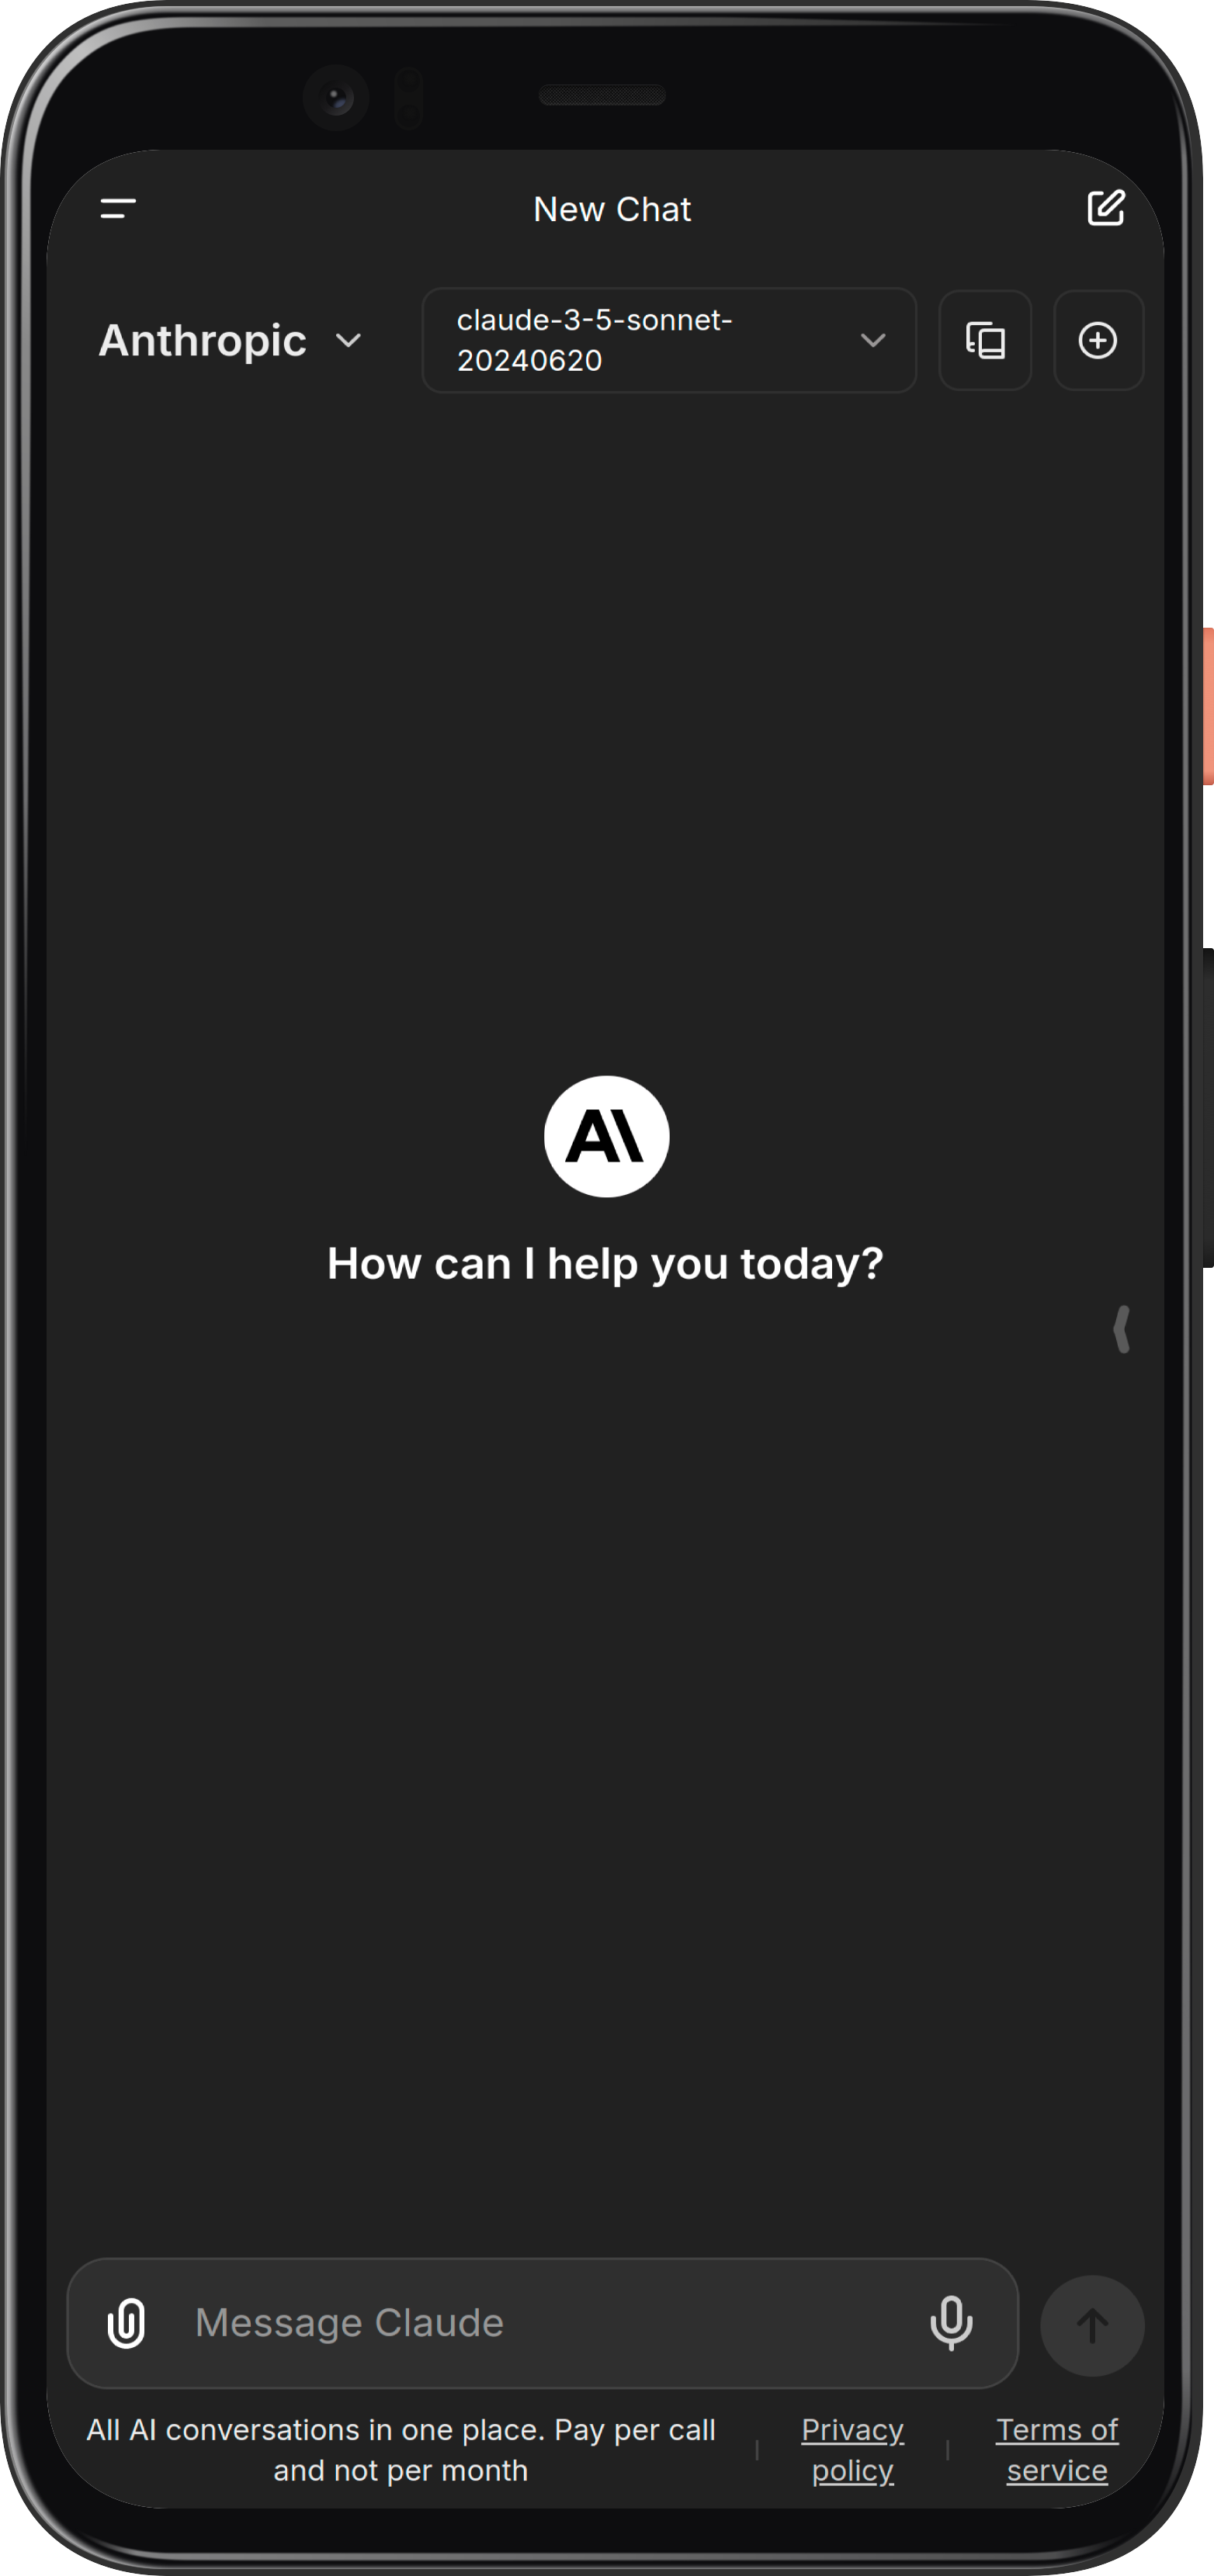 New Chat
Anthropic
claude-3-5-sonnet-
20240620
How can I help you today?
Message Claude
All AI conversations in one place. Pay per call
and not per month
Privacy
policy
Terms of
service